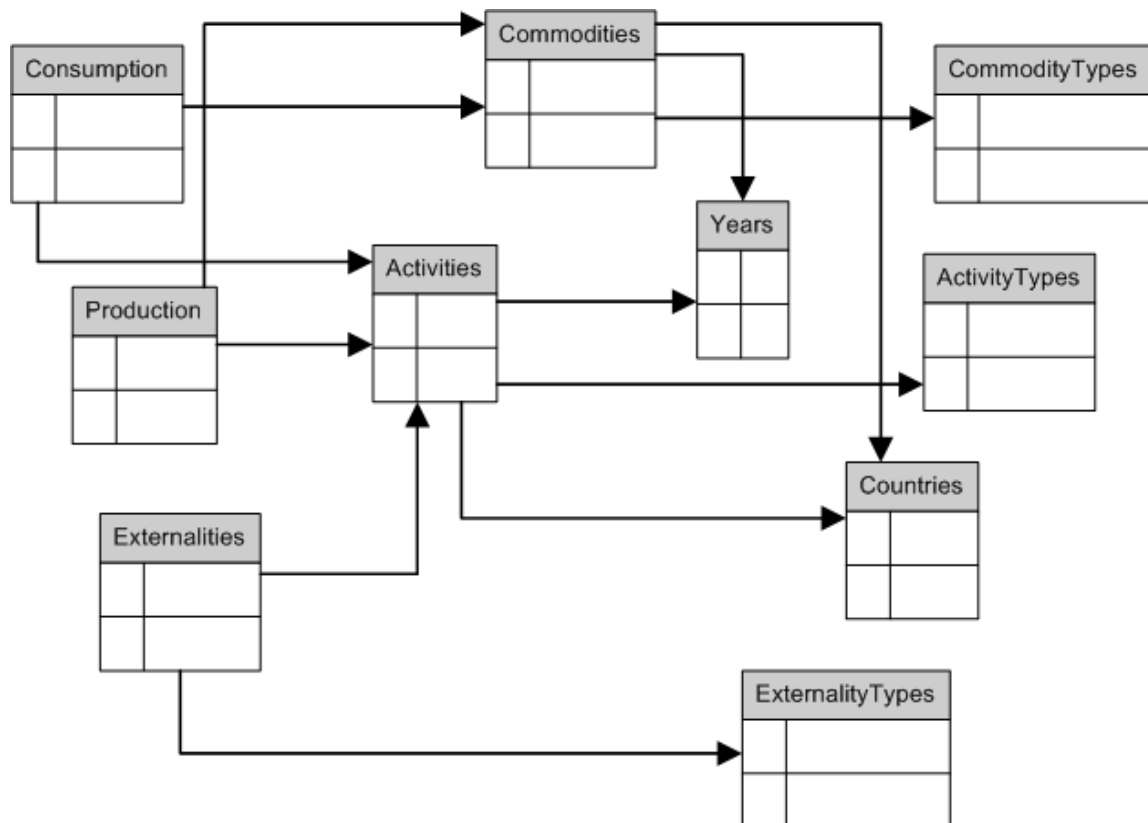 Commodities
Consumption
CommodityTypes
Years
Activities
ActivityTypes
Production
Countries
Externalities
ExternalityTypes